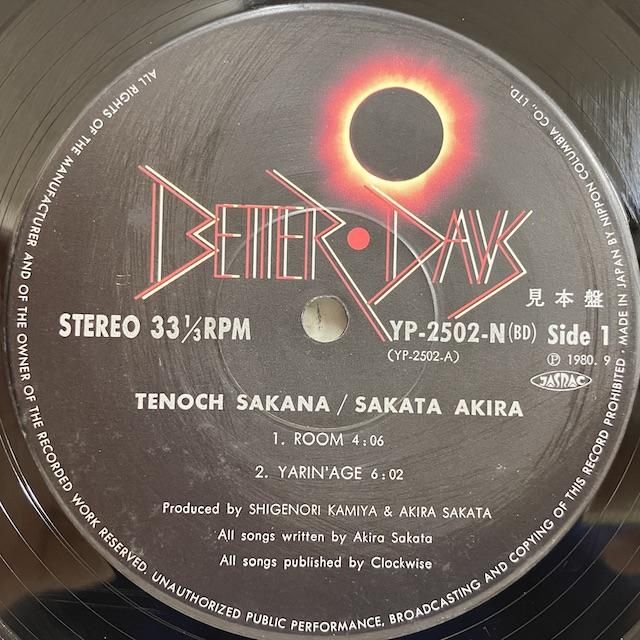 BETTER DAYS
見本盤
STEREO 33 1/3 RPM
YP-2502-N (BD) Side 1
(YP-2502-A)
Ⓟ 1980. 9
JASRAC
TENOCH SAKANA / SAKATA AKIRA
1. ROOM 4:06
2. YARIN'AGE 6:02
Produced by SHIGENORI KAMIYA & AKIRA SAKATA
All songs written by Akira Sakata
All songs published by Clockwise
ALL RIGHTS OF THE MANUFACTURER AND OF THE OWNER OF THE RECORDED WORK RESERVED. UNAUTHORIZED PUBLIC PERFORMANCE, BROADCASTING AND COPYING OF THIS RECORD PROHIBITED · MADE IN JAPAN BY NIPPON COLUMBIA CO., LTD.